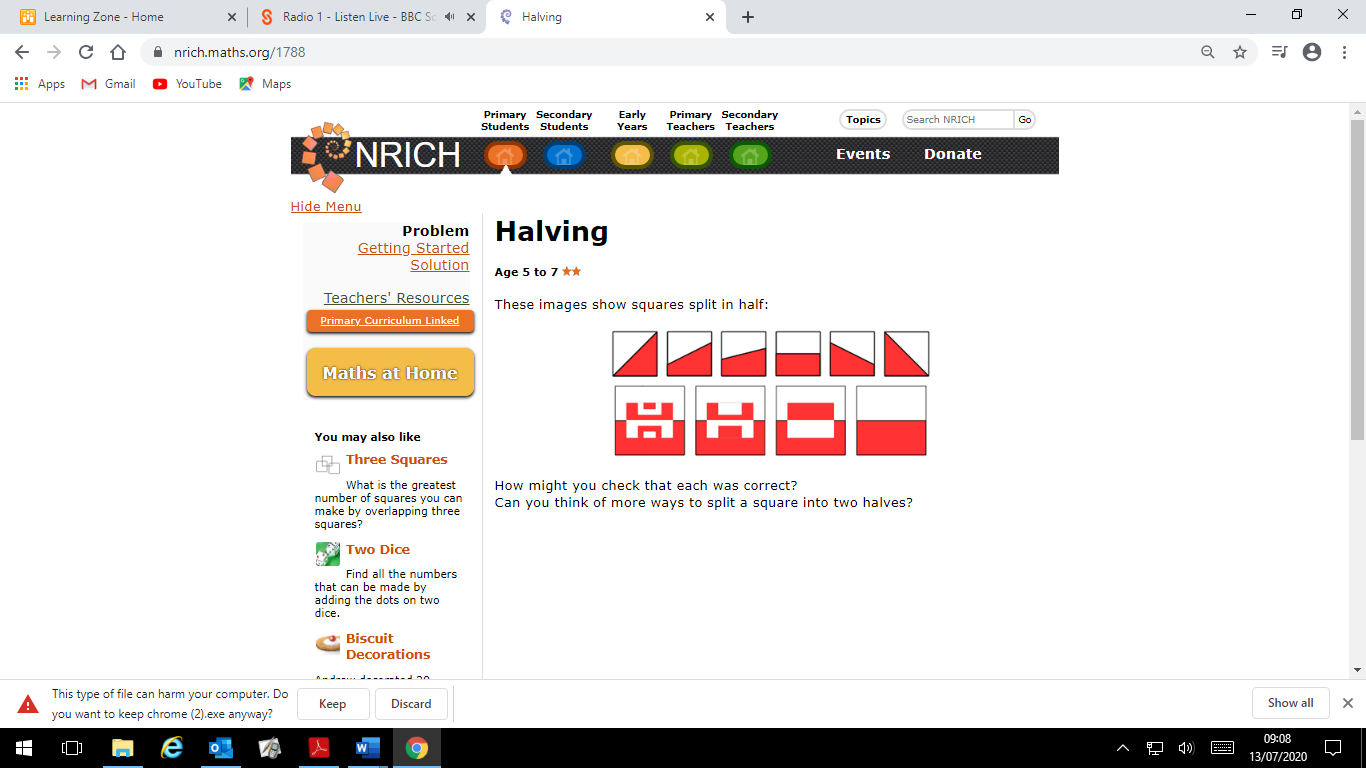 Learning Zone - Home
Radio 1 - Listen Live - BBC So
Halving
nrich.maths.org/1788
Apps
Gmail
YouTube
Maps
Primary Students
Secondary Students
Early Years
Primary Teachers
Secondary Teachers
Topics
Search NRICH
Go
NRICH
Events
Donate
Hide Menu
Problem
Getting Started
Solution
Teachers' Resources
Primary Curriculum Linked
Maths at Home
You may also like
Three Squares
What is the greatest
number of squares you can
make by overlapping three
squares?
Two Dice
Find all the numbers
that can be made by
adding the dots on two
dice.
Biscuit
Decorations
Andrew decorated 20
Halving
Age 5 to 7
These images show squares split in half:
How might you check that each was correct?
Can you think of more ways to split a square into two halves?
This type of file can harm your computer. Do
you want to keep chrome (2).exe anyway?
Keep
Discard
Show all
09:08
13/07/2020